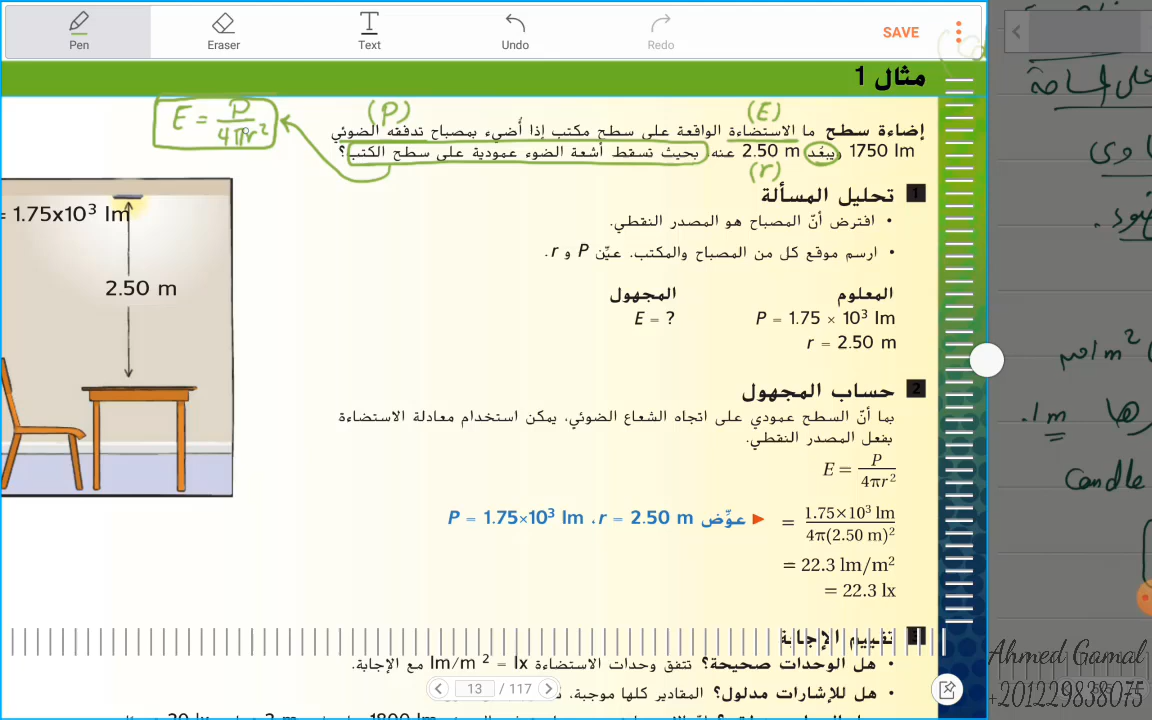 Pen
Eraser
Text
Undo
Redo
SAVE
مثال 1
E = P / 4πr²
(P)
(E)
إضاءة سطح ما الاستضاءة الواقعة على سطح مكتب إذا أُضيء بمصباح تدفقه الضوئي
1750 lm ويبعُد 2.50 m عنه بحيث تسقط أشعة الضوء عمودية على سطح الكتب؟
(r)
1 تحليل المسألة
• افترض أنّ المصباح هو المصدر النقطي.
• ارسم موقع كل من المصباح والمكتب. عيِّن P و r.
المعلوم
المجهول
P = 1.75 × 10³ lm
E = ?
r = 2.50 m
= 1.75x10³ lm
2.50 m
2 حساب المجهول
بما أنّ السطح عمودي على اتجاه الشعاع الضوئي، يمكن استخدام معادلة الاستضاءة
بفعل المصدر النقطي.
E = P / 4πr²
عوِّض P = 1.75×10³ lm ، r = 2.50 m
= 1.75×10³ lm / 4π(2.50 m)²
= 22.3 lm/m²
= 22.3 lx
3 تقييم الإجابة
• هل الوحدات صحيحة؟ تتفق وحدات الاستضاءة lm/m² = lx مع الإجابة.
• هل للإشارات مدلول؟ المقادير كلها موجبة.
13 / 117
1m
Candle
Ahmed Gamal
+201229838075